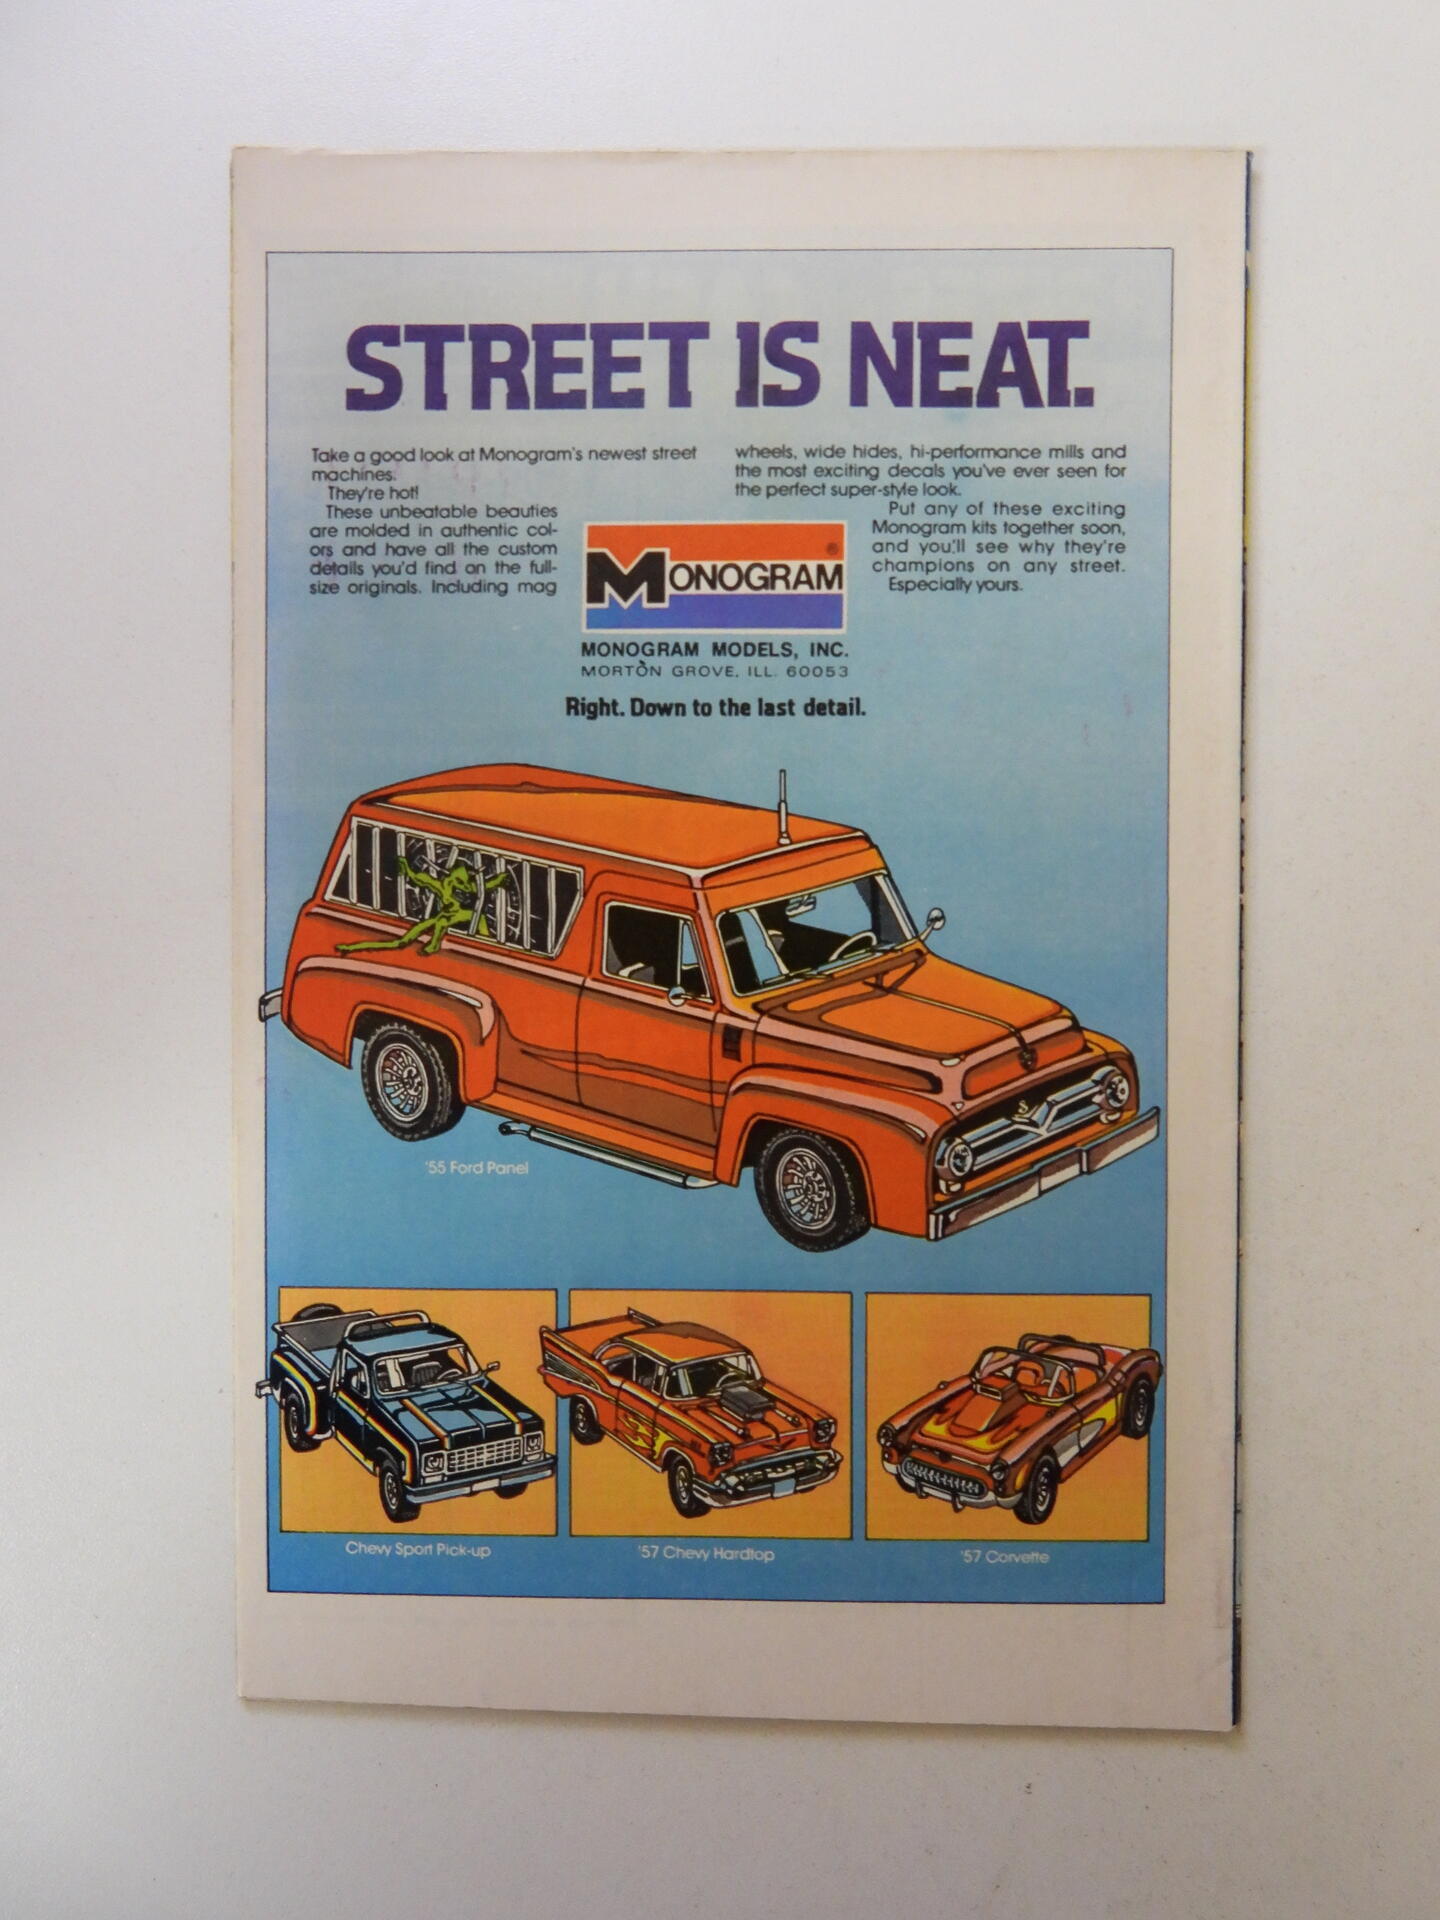 STREET IS NEAT.
Take a good look at Monogram's newest street
machines.
They're hot!
These unbeatable beauties
are molded in authentic col-
ors and have all the custom
details you'd find on the full-
size originals. Including mag
wheels, wide hides, hi-performance mills and
the most exciting decals you've ever seen for
the perfect super-style look.
Put any of these exciting
Monogram kits together soon,
and you'll see why they're
champions on any street.
Especially yours.
MONOGRAM ®
MONOGRAM MODELS, INC.
MORTON GROVE, ILL. 60053
Right. Down to the last detail.
'55 Ford Panel
Chevy Sport Pick-up
'57 Chevy Hardtop
'57 Corvette